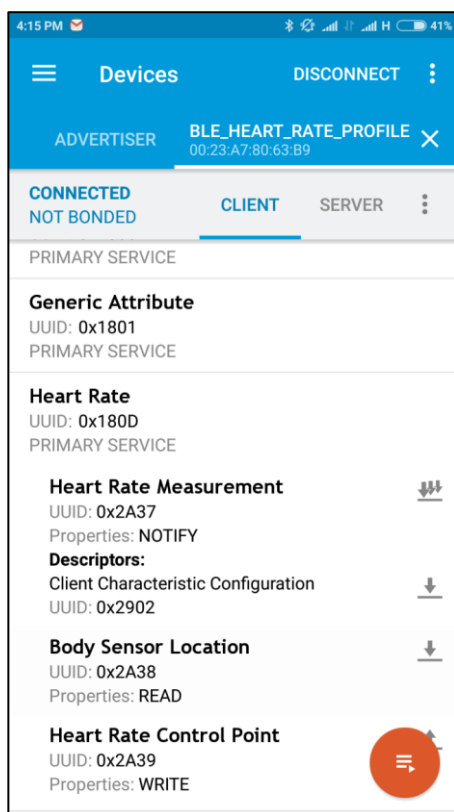 4:15 PM H 41%
Devices DISCONNECT
ADVERTISER BLE_HEART_RATE_PROFILE
00:23:A7:80:63:B9
CONNECTED
NOT BONDED
CLIENT SERVER
PRIMARY SERVICE
Generic Attribute
UUID: 0x1801
PRIMARY SERVICE
Heart Rate
UUID: 0x180D
PRIMARY SERVICE
Heart Rate Measurement
UUID: 0x2A37
Properties: NOTIFY
Descriptors:
Client Characteristic Configuration
UUID: 0x2902
Body Sensor Location
UUID: 0x2A38
Properties: READ
Heart Rate Control Point
UUID: 0x2A39
Properties: WRITE